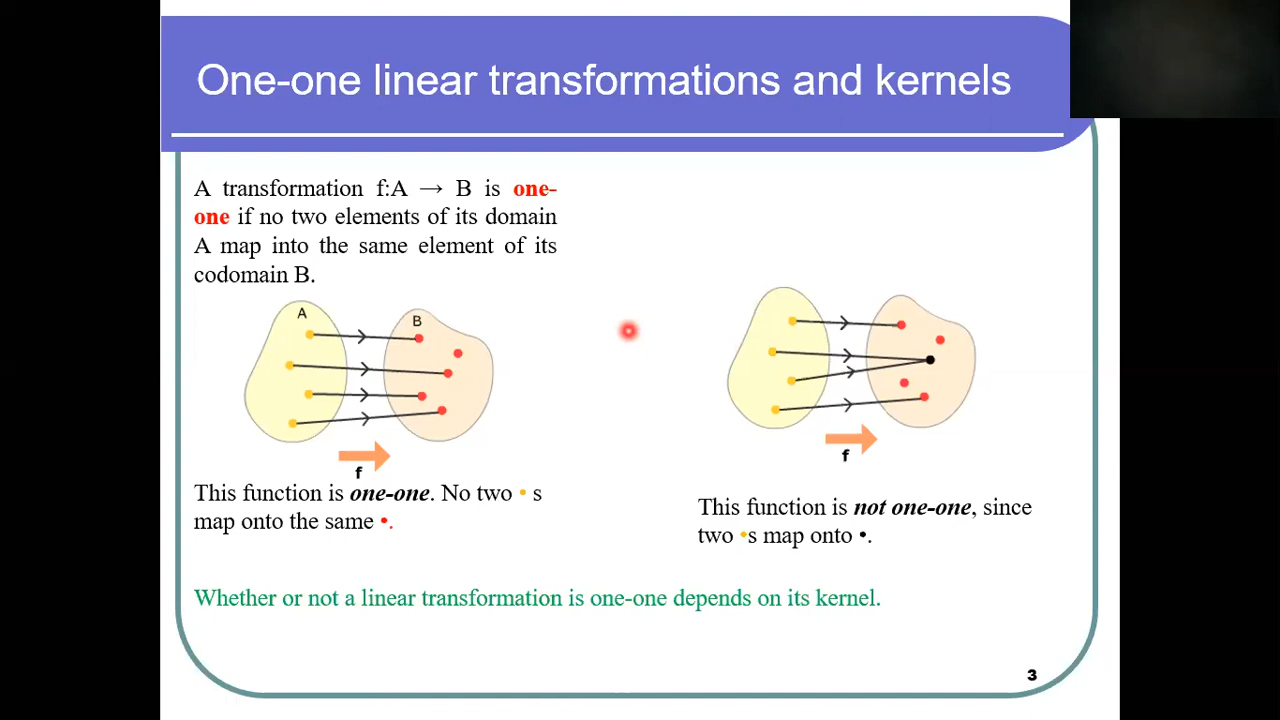 One-one linear transformations and kernels
A transformation f:A → B is one-
one if no two elements of its domain
A map into the same element of its
codomain B.
A
B
f
f
This function is one-one. No two • s
map onto the same •.
This function is not one-one, since
two •s map onto •.
Whether or not a linear transformation is one-one depends on its kernel.
3